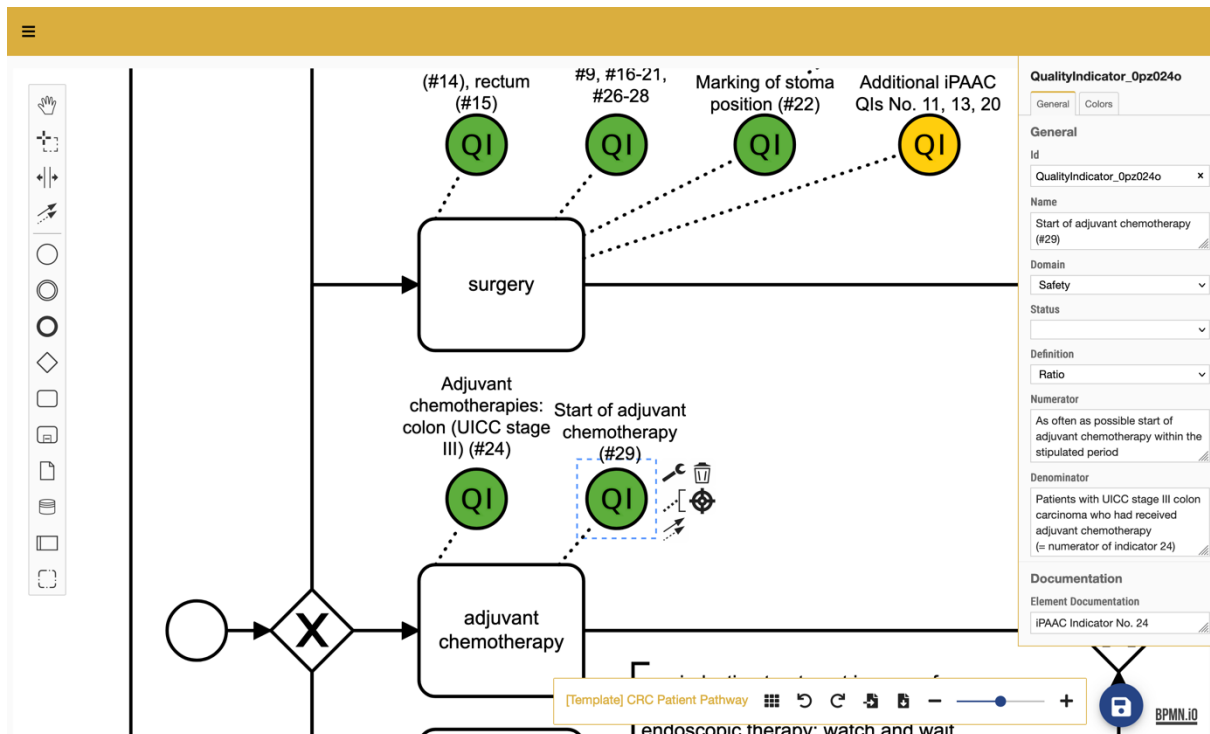 (#14), rectum
(#15)
#9, #16-21,
#26-28
Marking of stoma
position (#22)
Additional iPAAC
QIs No. 11, 13, 20
QI
QI
QI
QI
surgery
Adjuvant
chemotherapies:
colon (UICC stage
III) (#24)
Start of adjuvant
chemotherapy
(#29)
QI
QI
X
adjuvant
chemotherapy
endoscopic therapy: watch and wait
[Template] CRC Patient Pathway
BPMN.iO
QualityIndicator_0pz024o
General
Colors
General
Id
QualityIndicator_0pz024o
×
Name
Start of adjuvant chemotherapy
(#29)
Domain
Safety
Status
Definition
Ratio
Numerator
As often as possible start of
adjuvant chemotherapy within the
stipulated period
Denominator
Patients with UICC stage III colon
carcinoma who had received
adjuvant chemotherapy
(= numerator of indicator 24)
Documentation
Element Documentation
iPAAC Indicator No. 24